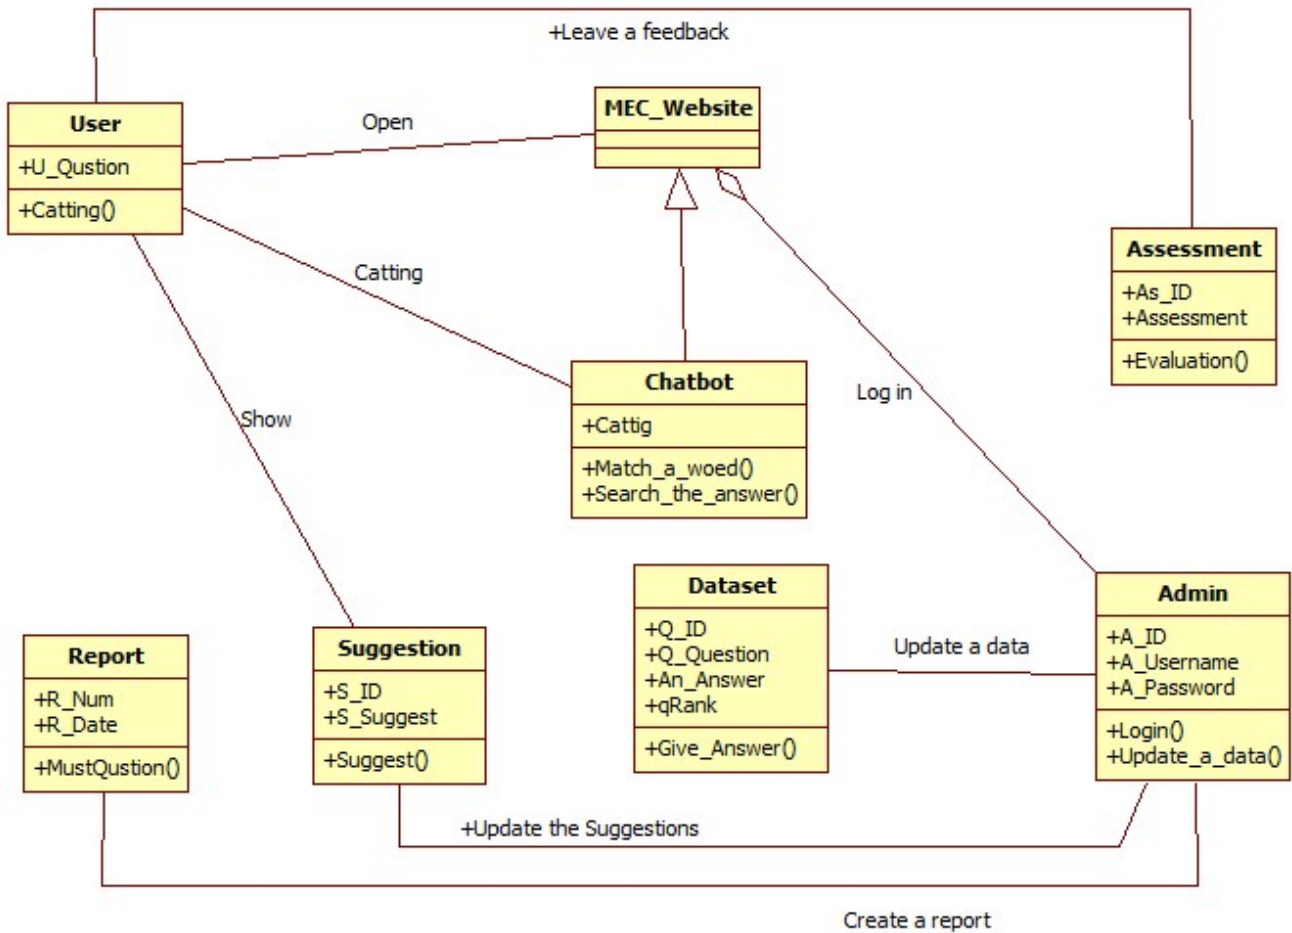 +Leave a feedback
MEC_Website
User
+U_Qustion
+Catting()
Open
Catting
Show
Assessment
+As_ID
+Assessment
+Evaluation()
Chatbot
+Cattig
+Match_a_woed()
+Search_the_answer()
Log in
Dataset
+Q_ID
+Q_Question
+An_Answer
+qRank
+Give_Answer()
Update a data
Admin
+A_ID
+A_Username
+A_Password
+Login()
+Update_a_data()
Report
+R_Num
+R_Date
+MustQustion()
Suggestion
+S_ID
+S_Suggest
+Suggest()
+Update the Suggestions
Create a report